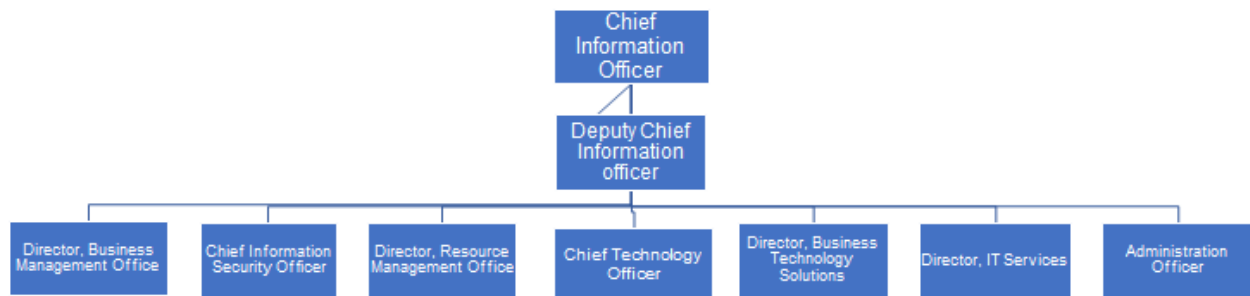 Chief
Information
Officer
Deputy Chief
Information
officer
Director, Business
Management Office
Chief Information
Security Officer
Director, Resource
Management Office
Chief Technology
Officer
Director, Business
Technology
Solutions
Director, IT Services
Administration
Officer